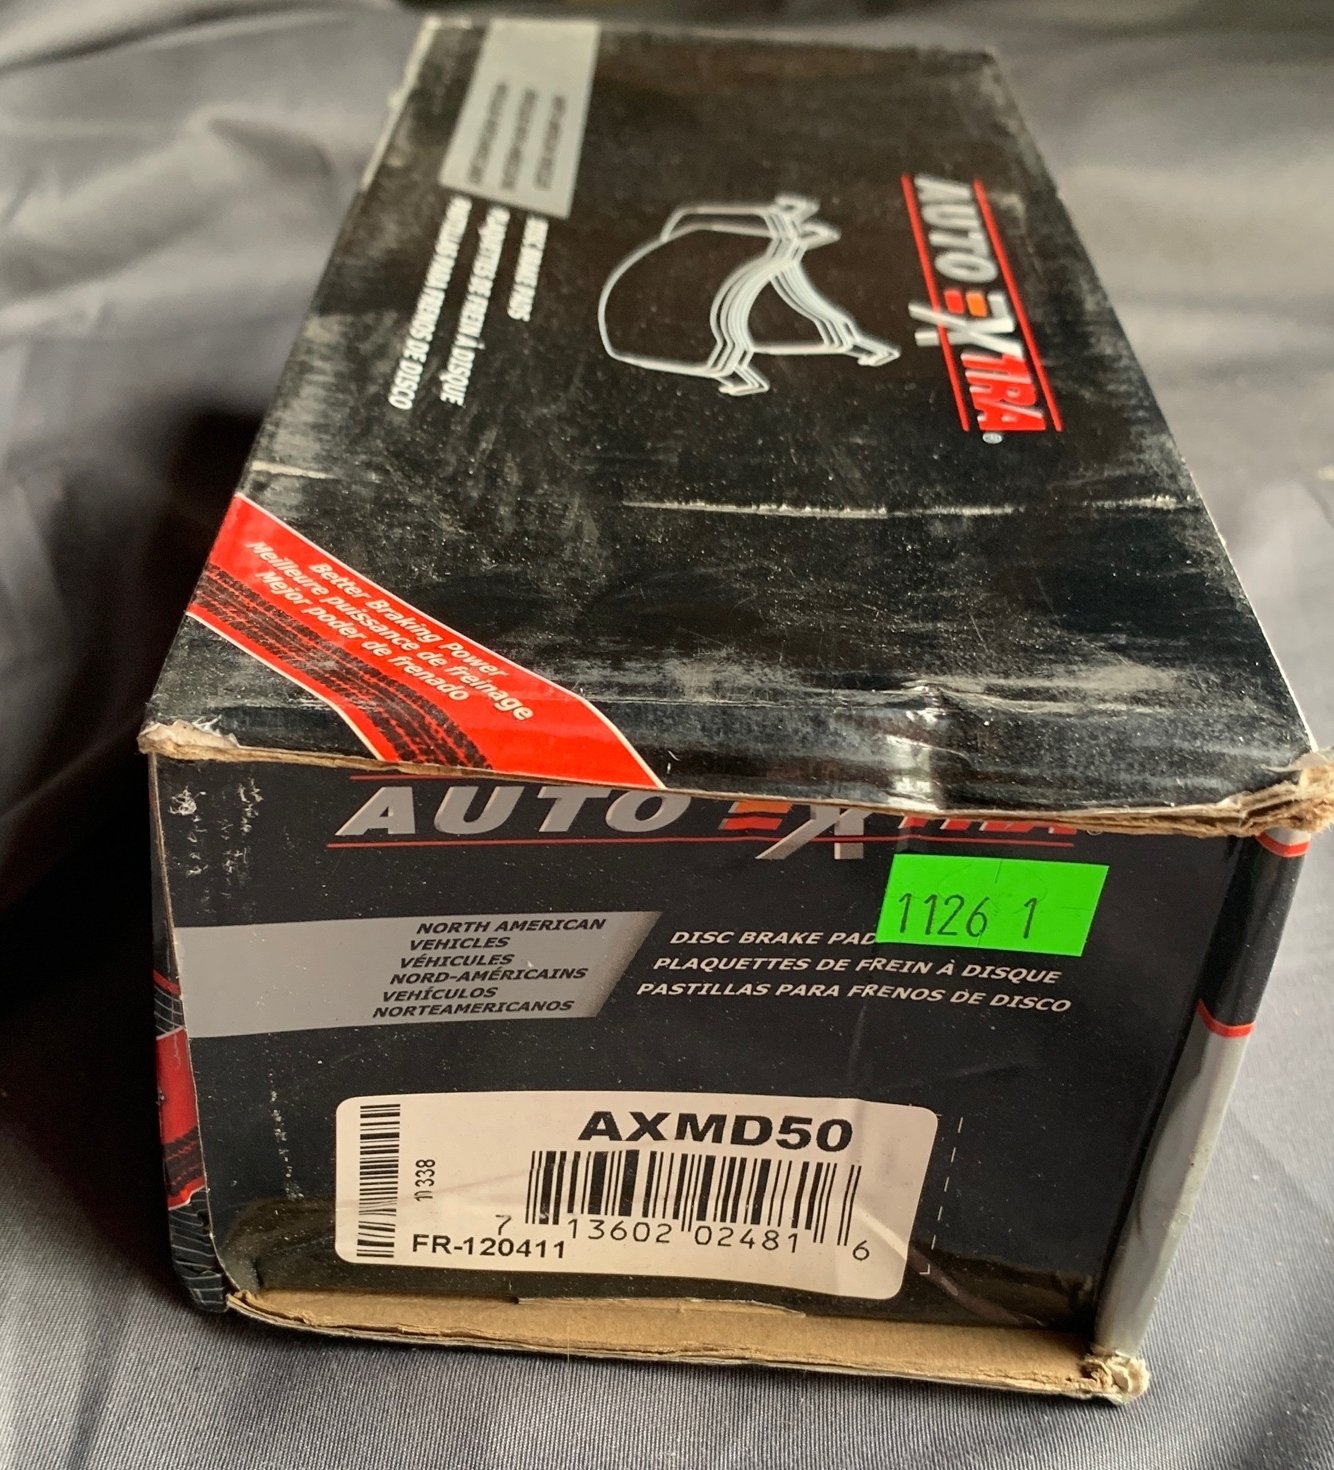 AUTO EXTRA®
DISC BRAKE PADS
PLAQUETTES DE FREIN À DISQUE
PASTILLAS PARA FRENOS DE DISCO
Better Braking Power
Meilleure puissance de freinage
Mejor poder de frenado
AUTO EXTRA
NORTH AMERICAN
VEHICLES
VÉHICULES
NORD-AMÉRICAINS
VEHÍCULOS
NORTEAMERICANOS
DISC BRAKE PAD
PLAQUETTES DE FREIN À DISQUE
PASTILLAS PARA FRENOS DE DISCO
1126 1
AXMD50
338
7 13602 02481 6
FR-120411